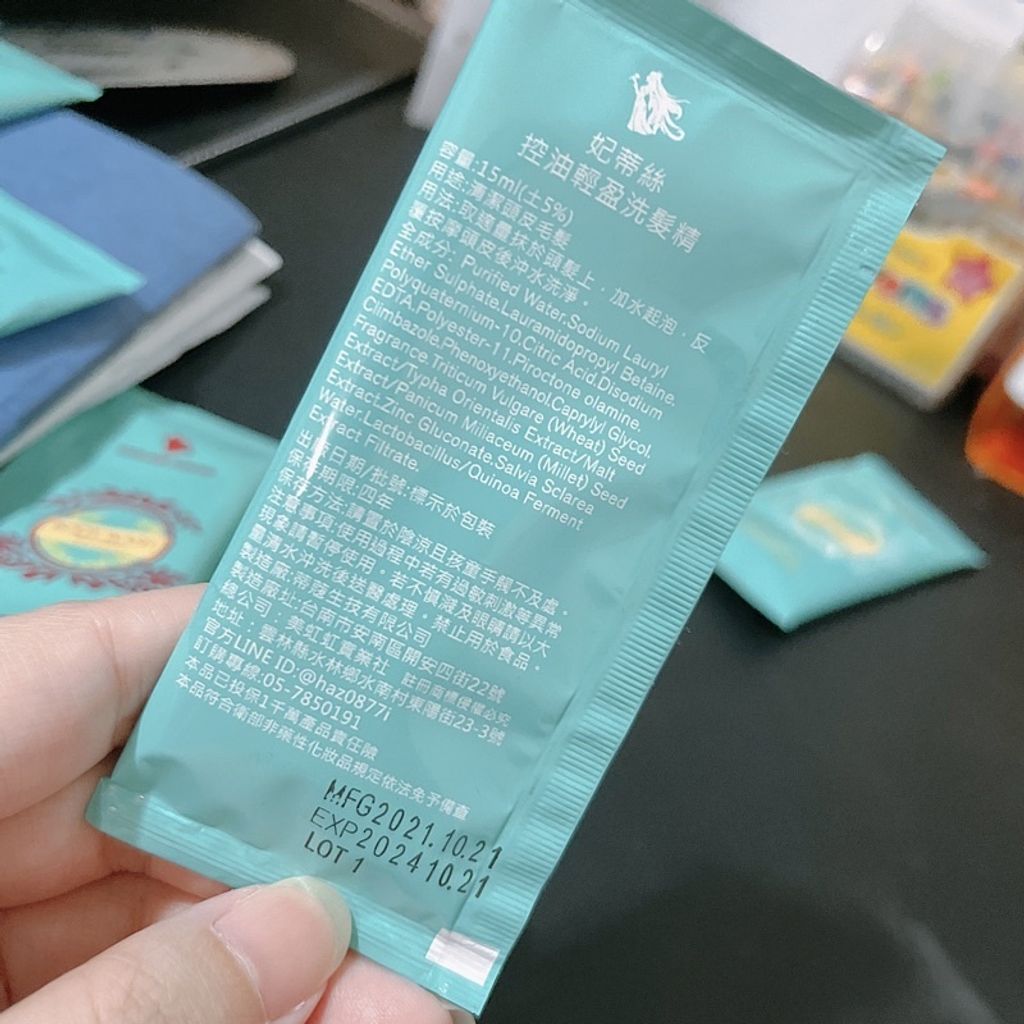 妃蒂絲
控油輕盈洗髮精
容量:15ml(±5%)
用途:清潔頭皮毛髮
用法:取適量抹於頭髮上，加水起泡，反
覆按摩頭皮後沖水洗淨。
全成分: Purified Water.Sodium Lauryl
Ether Sulphate.Lauramidopropyl Betaine.
Polyquaternium-10.Citric Acid.Disodium
EDTA.Polyester-11.Piroctone olamine.
Climbazole.Phenoxyethanol.Caprylyl Glycol.
Fragrance.Triticum Vulgare (Wheat) Seed
Extract/Typha Orientalis Extract/Malt
Extract/Panicum Miliaceum (Millet) Seed
Extract.Zinc Gluconate.Salvia Sclarea
Water.Lactobacillus/Quinoa Ferment
Extract Filtrate.
出廠日期/批號:標示於包裝
保存期限:四年
保存方法:請置於陰涼且孩童手觸不及處。
注意事項:使用過程中若有過敏刺激等異常
現象請暫停使用。若不慎濺及眼睛請以大
量清水沖洗後送醫處理。禁止用於食品。
製造廠:蒂蔻生技有限公司
製造廠址:台南市安南區開安四街22號
總公司：美虹虹實業社 註冊商標侵權必究
地址：雲林縣水林鄉水南村東陽街23-3號
官方LINE ID:@haz0877i
訂購專線:05-7850191
本品已投保1千萬產品責任險
本品符合衛部非藥性化妝品規定依法免予備查
MFG2021.10.21
EXP20241​0.21
LOT 1